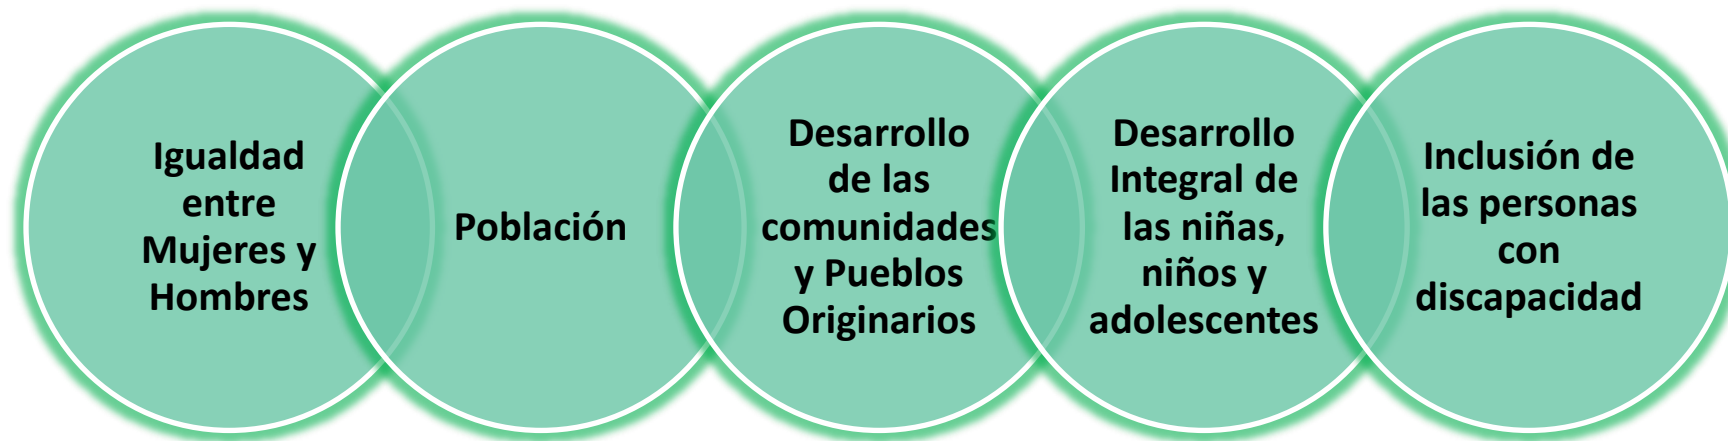 Igualdad
entre
Mujeres y
Hombres
Población
Desarrollo
de las
comunidades
y Pueblos
Originarios
Desarrollo
Integral de
las niñas,
niños y
adolescentes
Inclusión de
las personas
con
discapacidad